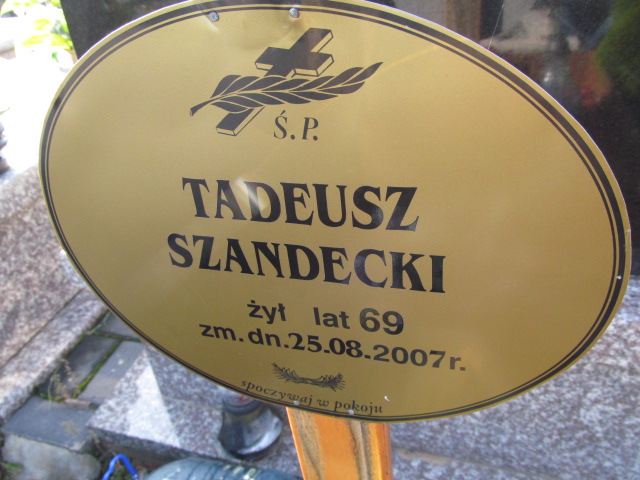 Ś.P.
TADEUSZ
SZANDECKI
żył lat 69
zm. dn. 25.08.2007 r.
spoczywaj w pokoju